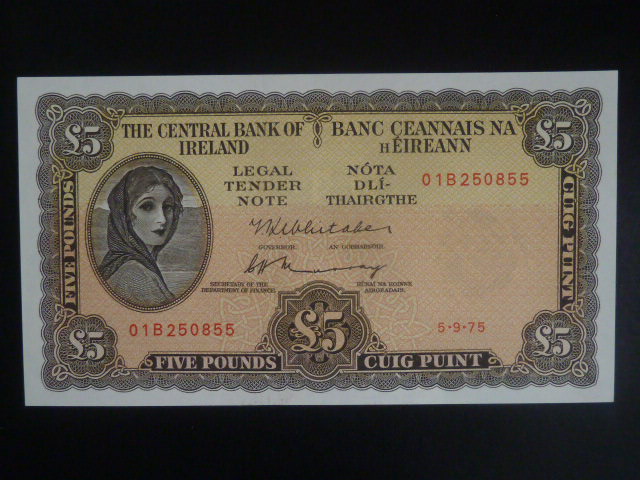 £5 THE CENTRAL BANK OF IRELAND
BANC CEANNAIS NA hÉIREANN £5
LEGAL TENDER NOTE
NÓTA DLÍ-THAIRGTHE
01B250855
T K Whitaker
GOVERNOR. AN GOBHARNÓIR.
C H Murray
SECRETARY OF THE DEPARTMENT OF FINANCE.
RÚNAÍ NA ROINNE AIRGEADAIS.
FIVE POUNDS
CUIG PUINT
01B250855
£5
5·9·75
£5 FIVE POUNDS
CUIG PUINT £5